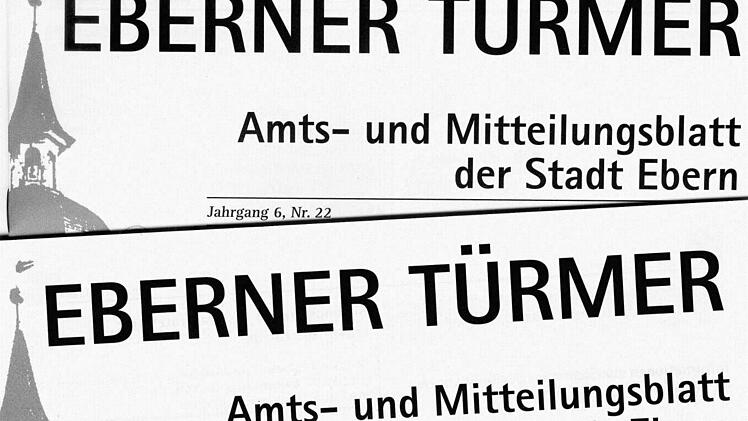 EBERNER TÜRMER
Amts- und Mitteilungsblatt
der Stadt Ebern
Jahrgang 6, Nr. 22
EBERNER TÜRMER
Amts- und Mitteilungsblatt